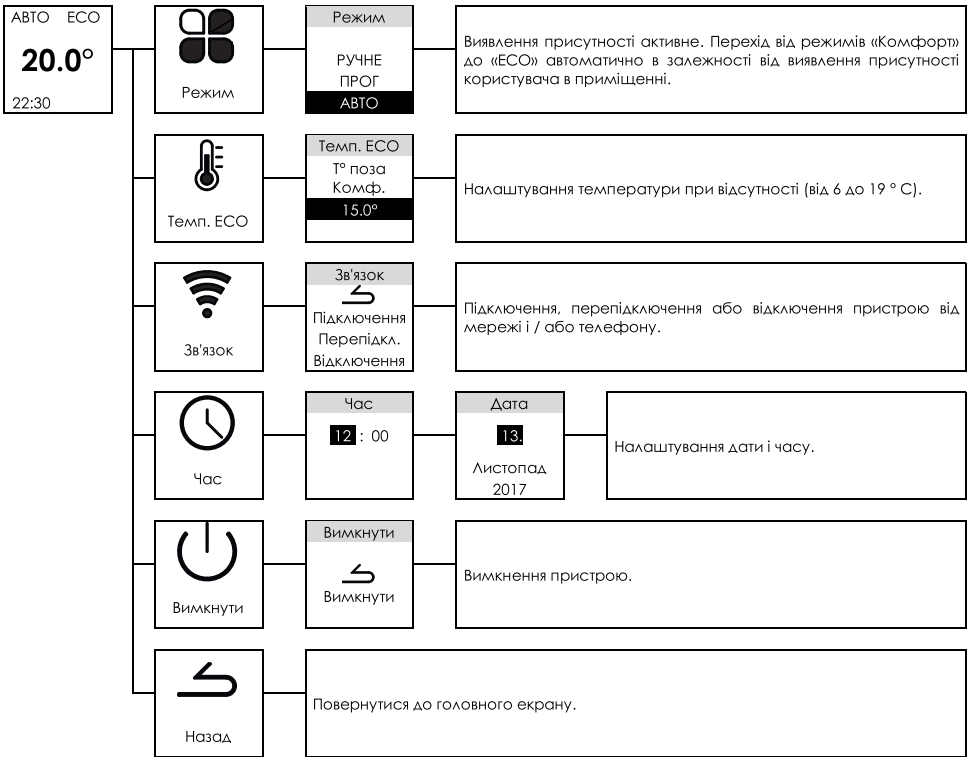 АВТО ECO
20.0°
22:30
Режим
Режим
РУЧНЕ
ПРОГ
АВТО
Виявлення присутності активне. Перехід від режимів «Комфорт»
до «ECO» автоматично в залежності від виявлення присутності
користувача в приміщенні.
Темп. ECO
Темп. ECO
Т° поза
Комф.
15.0°
Налаштування температури при відсутності (від 6 до 19 ° С).
Зв'язок
Зв'язок
Підключення
Перепідкл.
Відключення
Підключення, перепідключення або відключення пристрою від
мережі і / або телефону.
Час
Час
12 : 00
Дата
13.
Листопад
2017
Налаштування дати і часу.
Вимкнути
Вимкнути
Вимкнути
Вимкнення пристрою.
Назад
Повернутися до головного екрану.